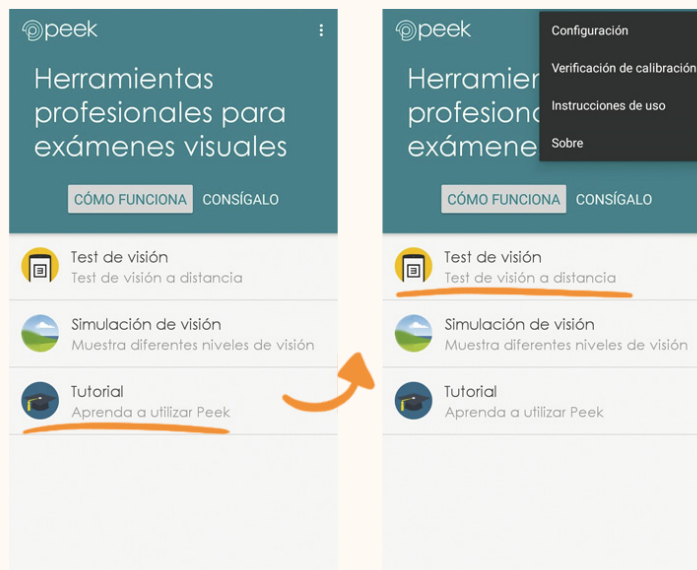 peek
Herramientas
profesionales para
exámenes visuales
CÓMO FUNCIONA CONSÍGALO
Test de visión
Test de visión a distancia
Simulación de visión
Muestra diferentes niveles de visión
Tutorial
Aprenda a utilizar Peek
peek
Herramier
profesiona
exámene
Configuración
Verificación de calibración
Instrucciones de uso
Sobre
CÓMO FUNCIONA CONSÍGALO
Test de visión
Test de visión a distancia
Simulación de visión
Muestra diferentes niveles de visión
Tutorial
Aprenda a utilizar Peek